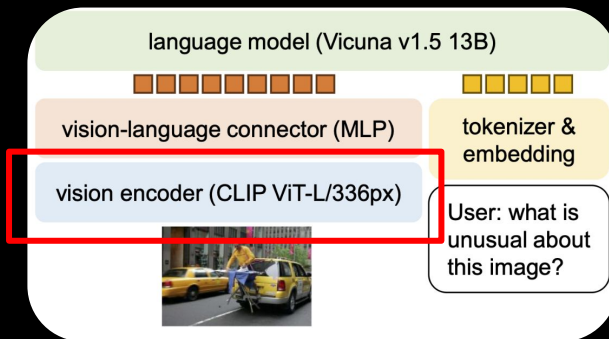 language model (Vicuna v1.5 13B)
vision-language connector (MLP)
tokenizer &
embedding
vision encoder (CLIP ViT-L/336px)
User: what is
unusual about
this image?